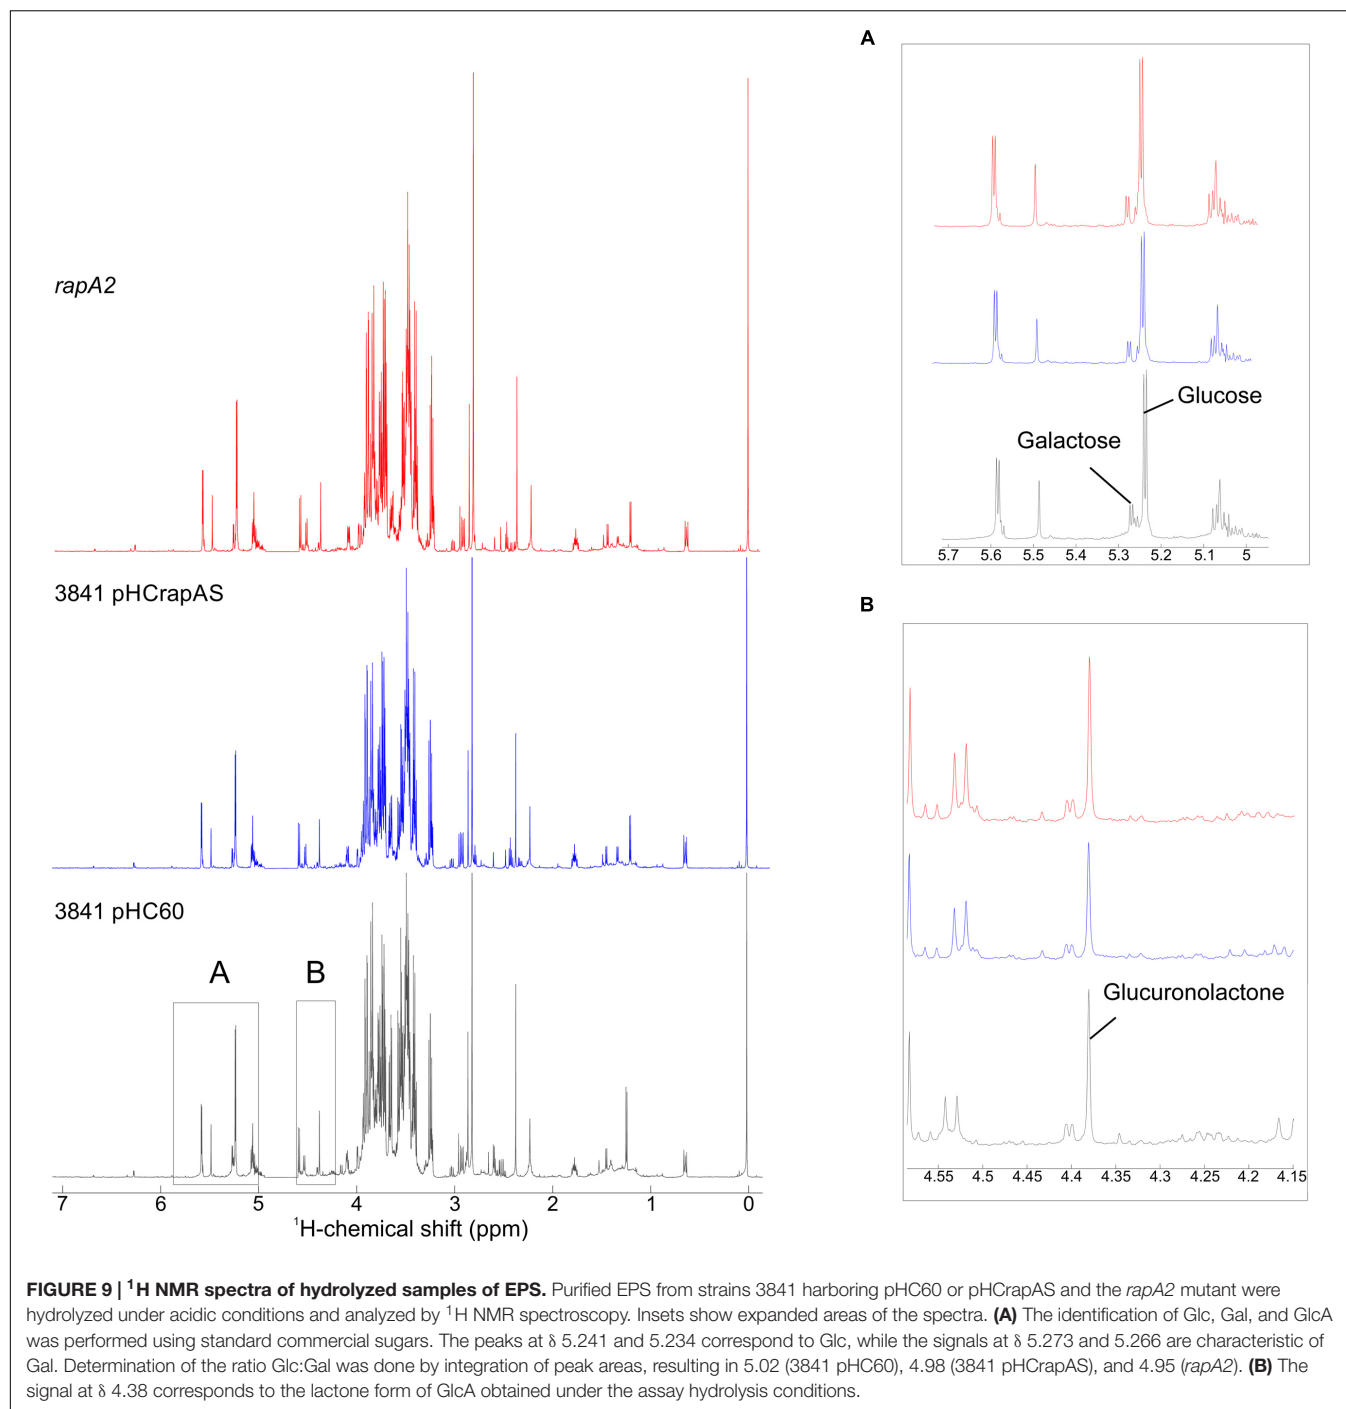 rapA2
3841 pHCrapAS
3841 pHC60
A
B
7 6 5 4 3 2 1 0
¹H-chemical shift (ppm)
A
Glucose
Galactose
5.7 5.6 5.5 5.4 5.3 5.2 5.1 5
B
Glucuronolactone
4.55 4.5 4.45 4.4 4.35 4.3 4.25 4.2 4.15
FIGURE 9 | ¹H NMR spectra of hydrolyzed samples of EPS. Purified EPS from strains 3841 harboring pHC60 or pHCrapAS and the rapA2 mutant were
hydrolyzed under acidic conditions and analyzed by ¹H NMR spectroscopy. Insets show expanded areas of the spectra. (A) The identification of Glc, Gal, and GlcA
was performed using standard commercial sugars. The peaks at δ 5.241 and 5.234 correspond to Glc, while the signals at δ 5.273 and 5.266 are characteristic of
Gal. Determination of the ratio Glc:Gal was done by integration of peak areas, resulting in 5.02 (3841 pHC60), 4.98 (3841 pHCrapAS), and 4.95 (rapA2). (B) The
signal at δ 4.38 corresponds to the lactone form of GlcA obtained under the assay hydrolysis conditions.